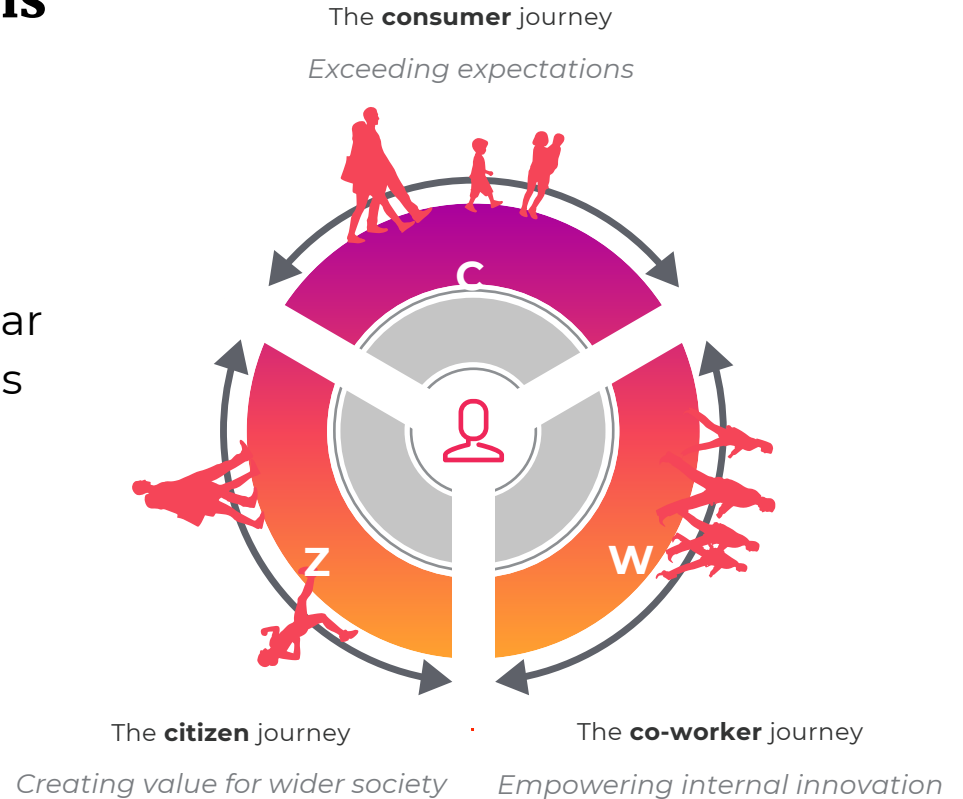 is
The consumer journey
Exceeding expectations
C
ar
s
Z
W
The citizen journey
The co-worker journey
Creating value for wider society
Empowering internal innovation